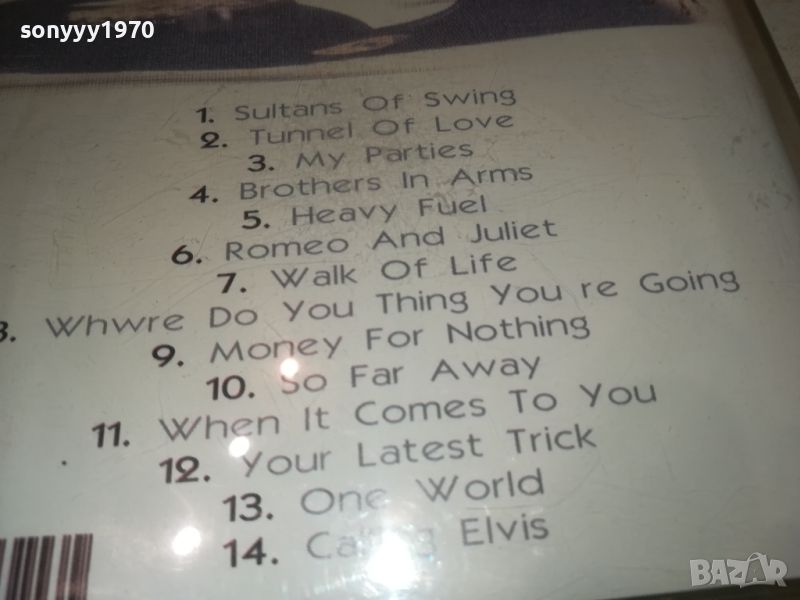 sonyyy1970
1. Sultans Of Swing
2. Tunnel Of Love
3. My Parties
4. Brothers In Arms
5. Heavy Fuel
6. Romeo And Juliet
7. Walk Of Life
8. Whwre Do You Thing You re Going
9. Money For Nothing
10. So Far Away
11. When It Comes To You
12. Your Latest Trick
13. One World
14. Elvis
BAZAR